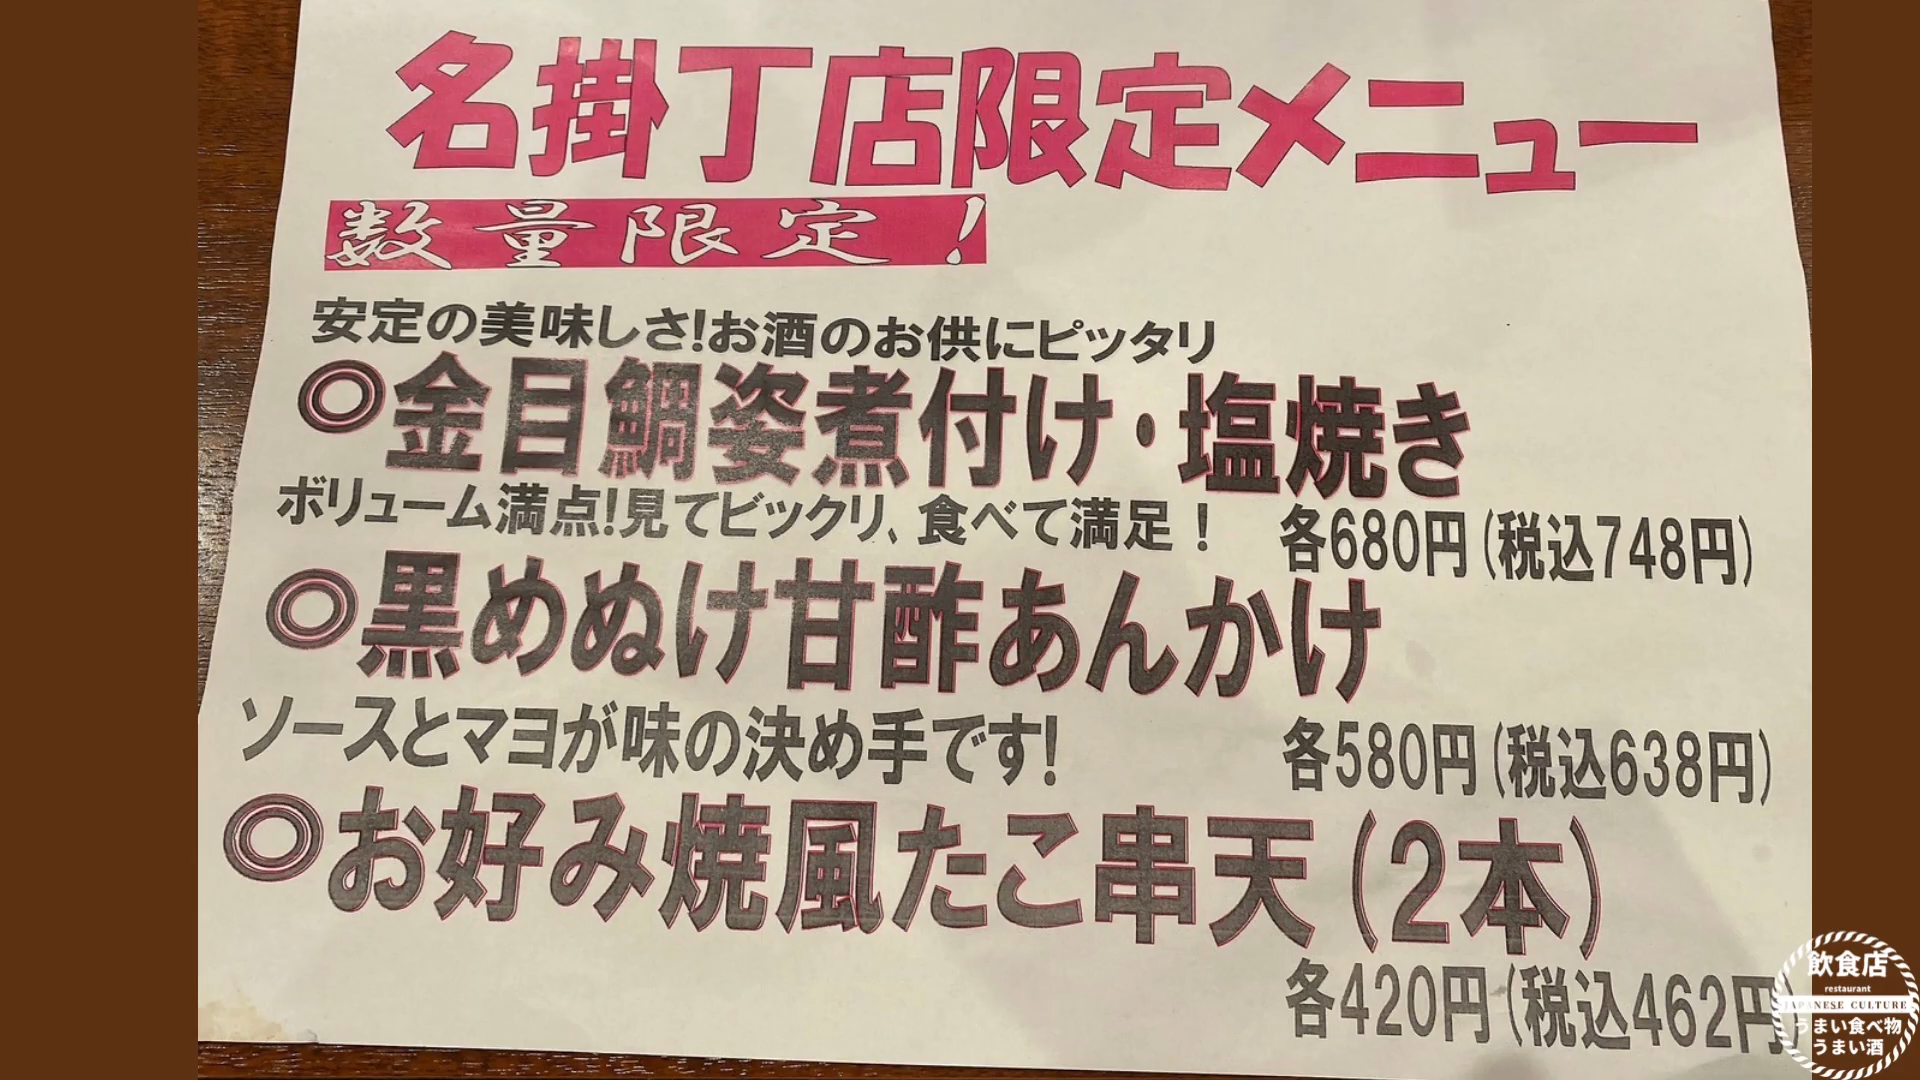 名掛丁店限定メニュー
数量限定！
安定の美味しさ!お酒のお供にピッタリ
◎金目鯛姿煮付け・塩焼き
ボリューム満点!見てビックリ、食べて満足！ 各680円(税込748円)
◎黒めぬけ甘酢あんかけ
ソースとマヨが味の決め手です! 各580円(税込638円)
◎お好み焼風たこ串天(2本)
各420円(税込462円)
飲食店
restaurant
JAPANESE CULTURE
うまい食べ物
うまい酒